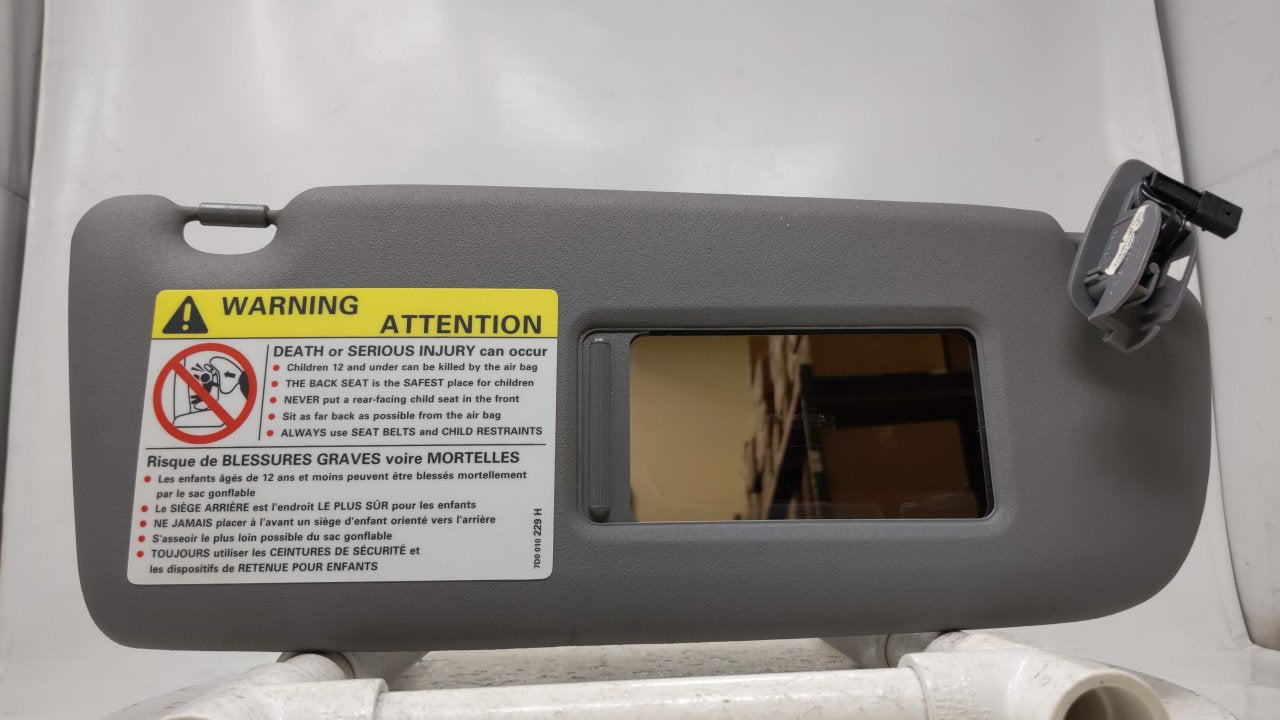 WARNING
ATTENTION
DEATH or SERIOUS INJURY can occur
• Children 12 and under can be killed by the air bag
• THE BACK SEAT is the SAFEST place for children
• NEVER put a rear-facing child seat in the front
• Sit as far back as possible from the air bag
• ALWAYS use SEAT BELTS and CHILD RESTRAINTS
Risque de BLESSURES GRAVES voire MORTELLES
• Les enfants âgés de 12 ans et moins peuvent être blessés mortellement
par le sac gonflable
• Le SIÈGE ARRIÈRE est l'endroit LE PLUS SÛR pour les enfants
• NE JAMAIS placer à l'avant un siège d'enfant orienté vers l'arrière
• S'asseoir le plus loin possible du sac gonflable
• TOUJOURS utiliser les CEINTURES DE SÉCURITÉ et
les dispositifs de RETENUE POUR ENFANTS
7D0 010 229 H